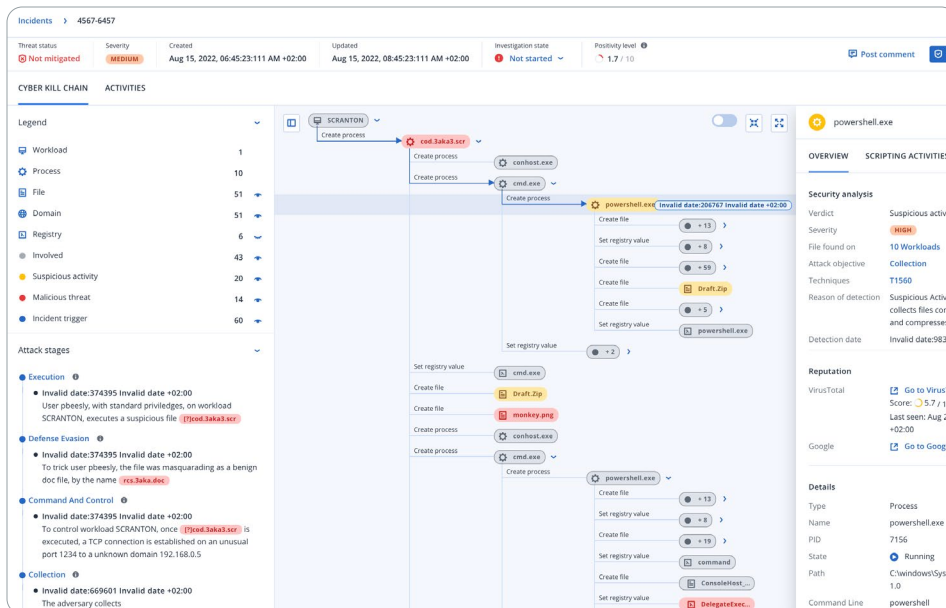 Incidents > 4567-6457
Threat status
Not mitigated
Severity
MEDIUM
Created
Aug 15, 2022, 06:45:23:111 AM +02:00
Updated
Aug 15, 2022, 08:45:23:111 AM +02:00
Investigation state
Not started
Positivity level
1.7 / 10
Post comment
CYBER KILL CHAIN ACTIVITIES
Legend
Workload 1
Process 10
File 51
Domain 51
Registry 6
Involved 43
Suspicious activity 20
Malicious threat 14
Incident trigger 60
Attack stages
Execution
Invalid date:374395 Invalid date +02:00
User pbeesly, with standard priviledges, on workload
SCRANTON, executes a suspicious file [?]cod.3aka3.scr
Defense Evasion
Invalid date:374395 Invalid date +02:00
To trick user pbeesly, the file was masquarading as a benign
doc file, by the name rcs.3aka.doc
Command And Control
Invalid date:374395 Invalid date +02:00
To control workload SCRANTON, once [?]cod.3aka3.scr is
excecuted, a TCP connection is established on an unusual
port 1234 to a unknown domain 192.168.0.5
Collection
Invalid date:669601 Invalid date +02:00
The adversary collects
SCRANTON
Create process
cod.3aka3.scr
Create process
conhost.exe
Create process
cmd.exe
Create process
powershell.exe Invalid date:206767 Invalid date +02:00
Create file
+ 13
Set registry value
+ 8
Create file
+ 59
Create file
Draft.Zip
Create file
+ 5
Set registry value
powershell.exe
Set registry value
+ 2
Set registry value
cmd.exe
Create file
Draft.Zip
Create file
monkey.png
Create process
conhost.exe
Create process
cmd.exe
Create process
powershell.exe
Create file
+ 13
Set registry value
+ 8
Create file
+ 19
Set registry value
command
Create file
ConsoleHost_...
Set registry value
DelegateExec...
powershell.exe
OVERVIEW SCRIPTING ACTIVITIES
Security analysis
Verdict Suspicious activ
Severity HIGH
File found on 10 Workloads
Attack objective Collection
Techniques T1560
Reason of detection Suspicious Activ
collects files con
and compresses
Detection date Invalid date:983
Reputation
VirusTotal Go to VirusT
Score: 5.7 / 1
Last seen: Aug 2
+02:00
Google Go to Goog
Details
Type Process
Name powershell.exe
PID 7156
State Running
Path C:\windows\Sys
1.0
Command Line powershell